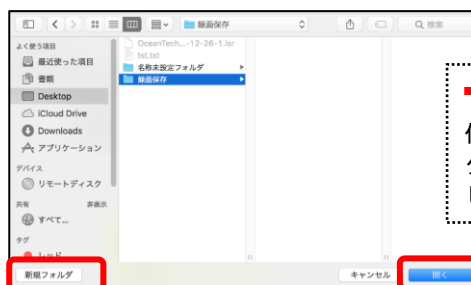 録画保存
検索
よく使う項目
最近使った項目
書類
Desktop
iCloud Drive
Downloads
アプリケーション
デバイス
リモートディスク
共有 非表示
すべて...
タグ
レッド
OceanTech...-12-26-1.isr
tst.txt
名称未設定フォルダ
録画保存
新規フォルダ
キャンセル
開く